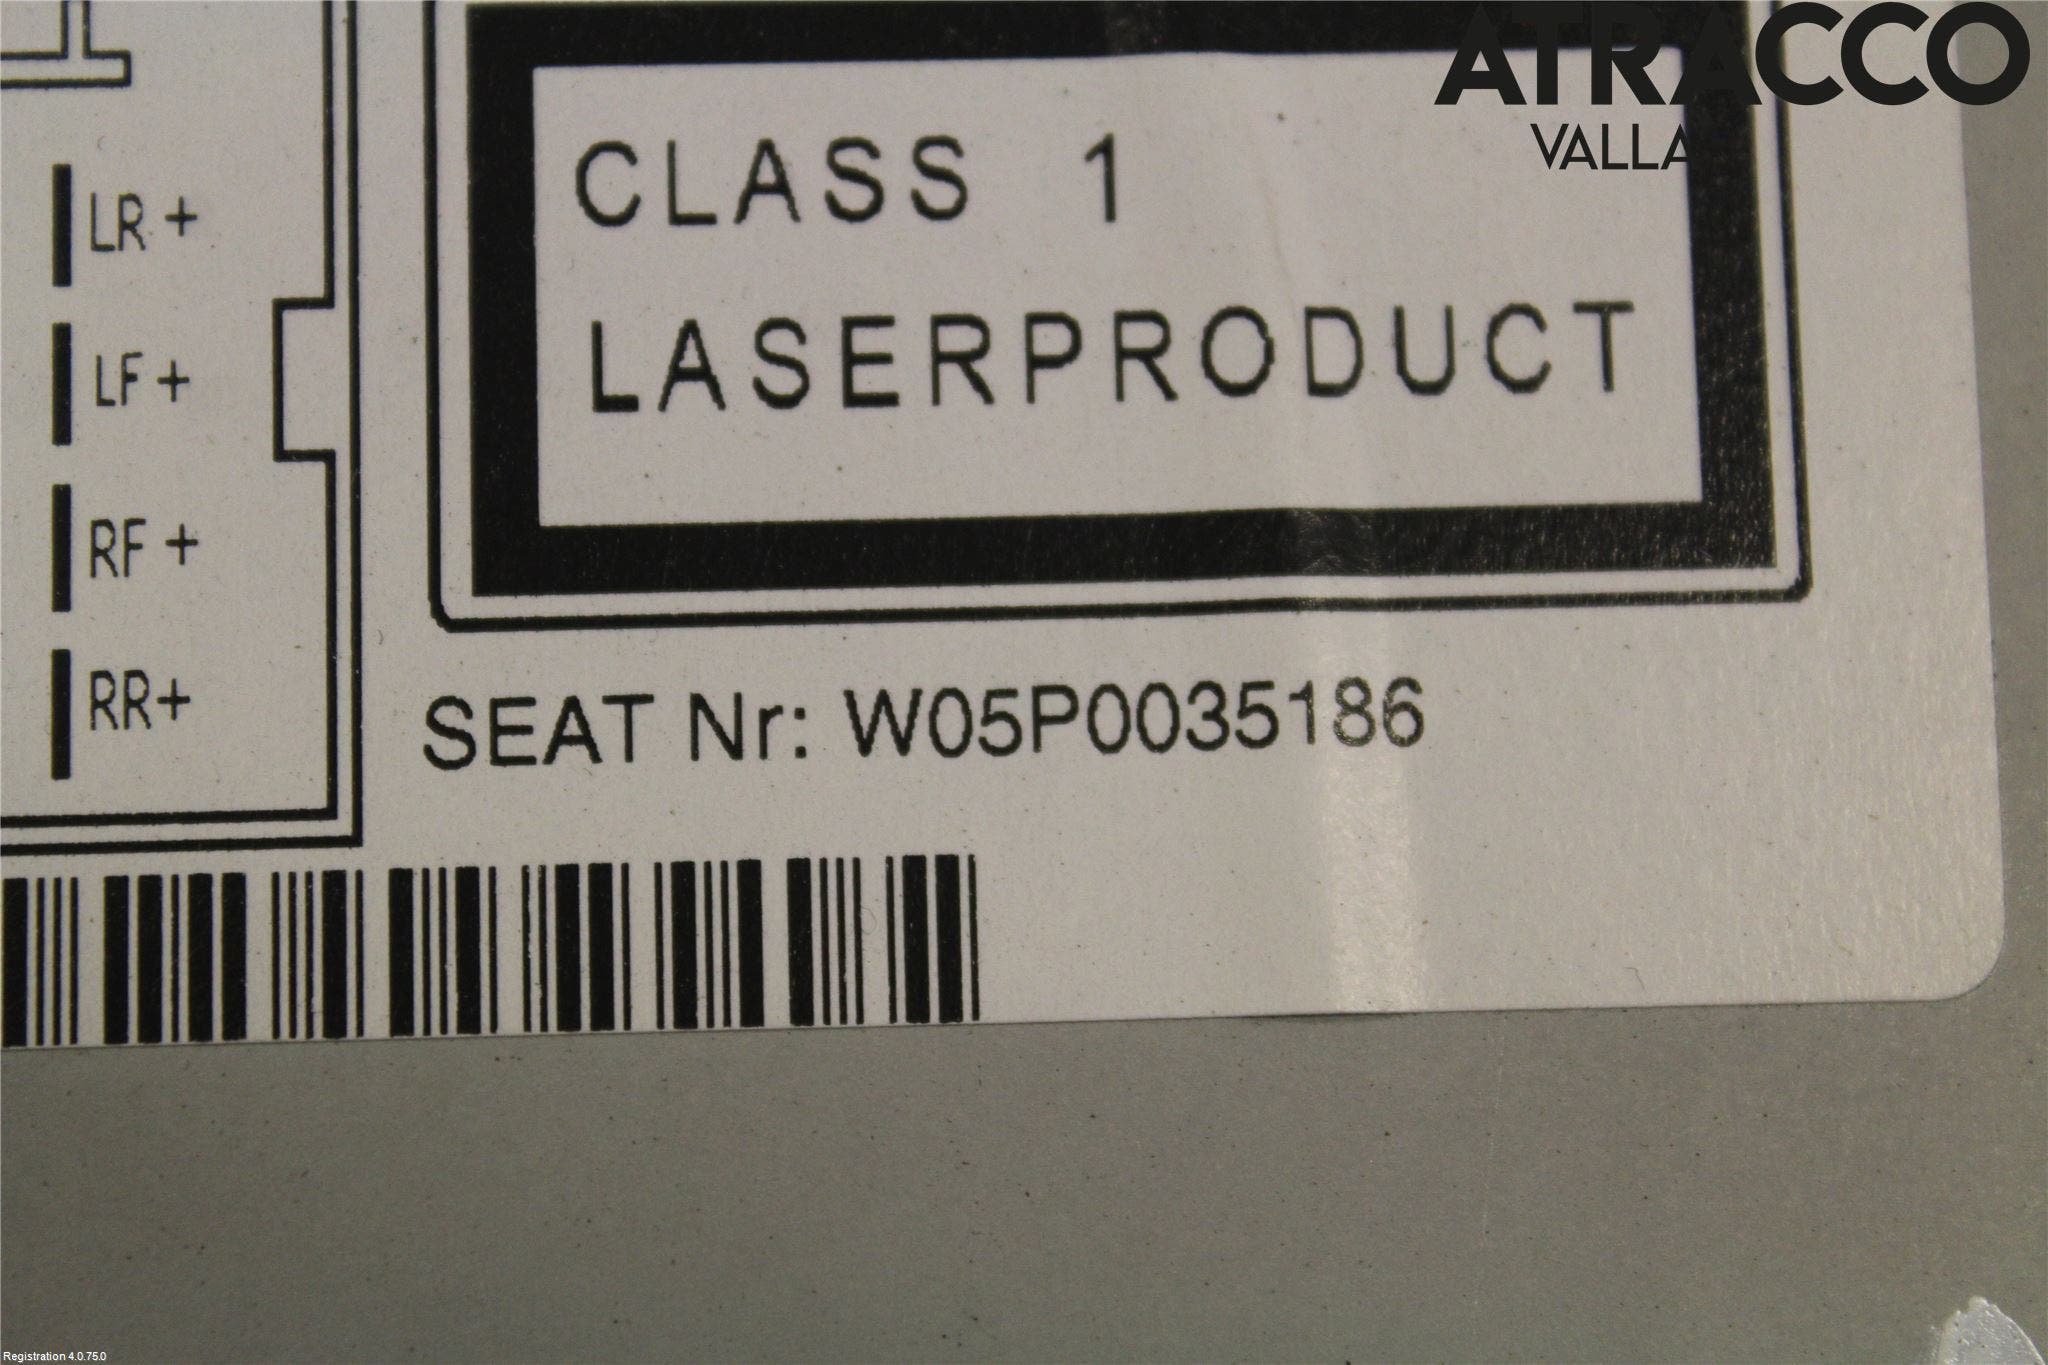 ATRACCO
VALLA
CLASS 1
LASERPRODUCT
LR +
LF +
RF +
RR+
SEAT Nr: W05P0035186
Registration 4.0.75.0